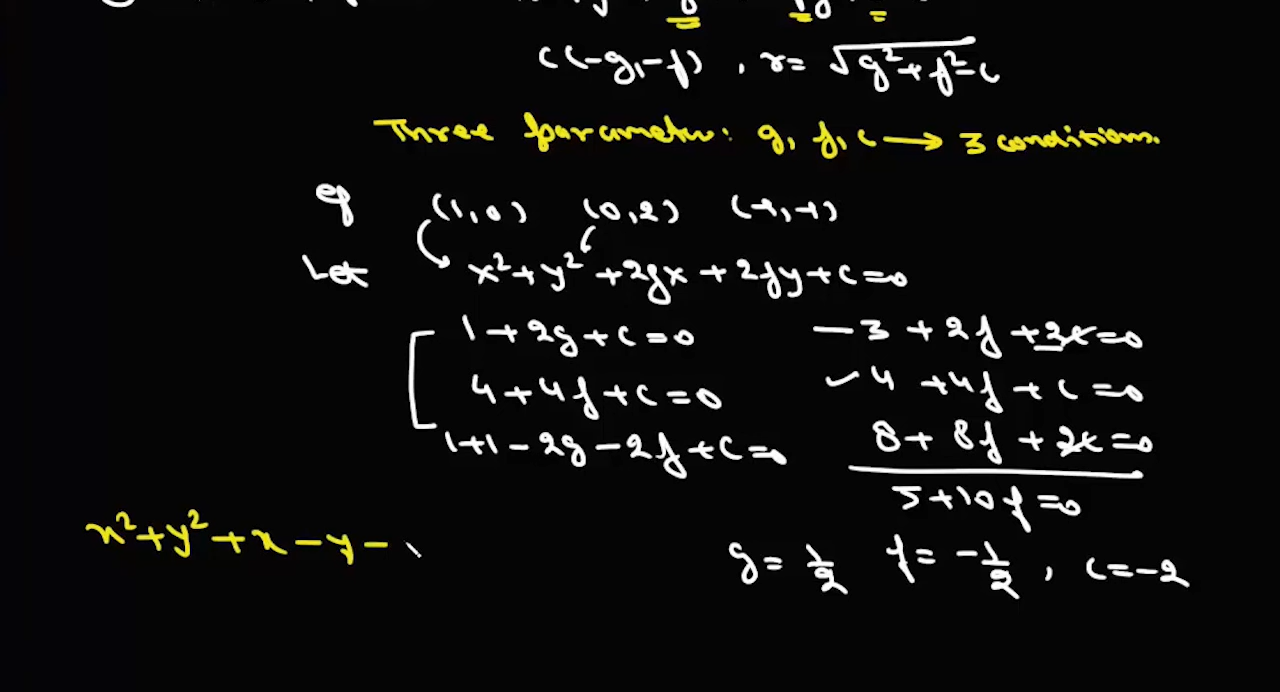 C(-g,-f) , r= √g²+f²-c
Three parameter: g, f, c → 3 conditions.
eg (1,0) (0,2) (-1,-1)
Let x²+y²+2gx+2fy+c=0
1+2g+c=0
4+4f+c=0
1+1-2g-2f+c=0
-3+2f+2c=0
4+4f+c=0
8+8f+2c=0
5+10f=0
g=1/2 f=-1/2, c=-2
x²+y²+x-y-